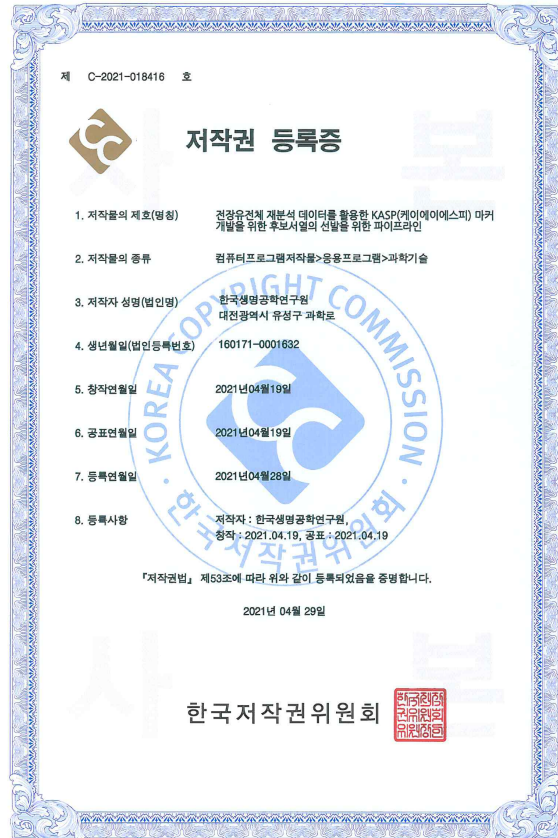 제 C-2021-018416 호
저작권 등록증
1. 저작물의 제호(명칭) 전장유전체 재분석 데이터를 활용한 KASP(케이에이에스피) 마커
개발을 위한 후보서열의 선발을 위한 파이프라인
2. 저작물의 종류 컴퓨터프로그램저작물>응용프로그램>과학기술
3. 저작자 성명(법인명) 한국생명공학연구원
대전광역시 유성구 과학로
4. 생년월일(법인등록번호) 160171-0001632
5. 창작연월일 2021년04월19일
6. 공표연월일 2021년04월19일
7. 등록연월일 2021년04월28일
8. 등록사항 저작자 : 한국생명공학연구원,
창작 : 2021.04.19, 공표 : 2021.04.19
『저작권법』 제53조에 따라 위와 같이 등록되었음을 증명합니다.
2021년 04월 29일
한국저작권위원회
KOREA COPYRIGHT COMMISSION
한국저작권위원회
사본
사본